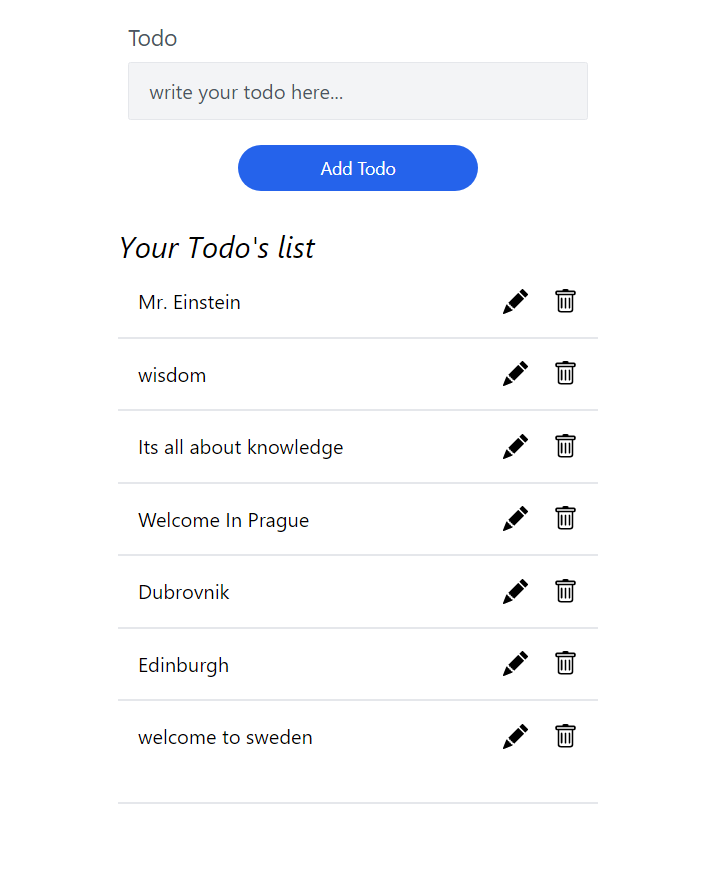 Todo
write your todo here...
Add Todo
Your Todo's list
Mr. Einstein
wisdom
Its all about knowledge
Welcome In Prague
Dubrovnik
Edinburgh
welcome to sweden